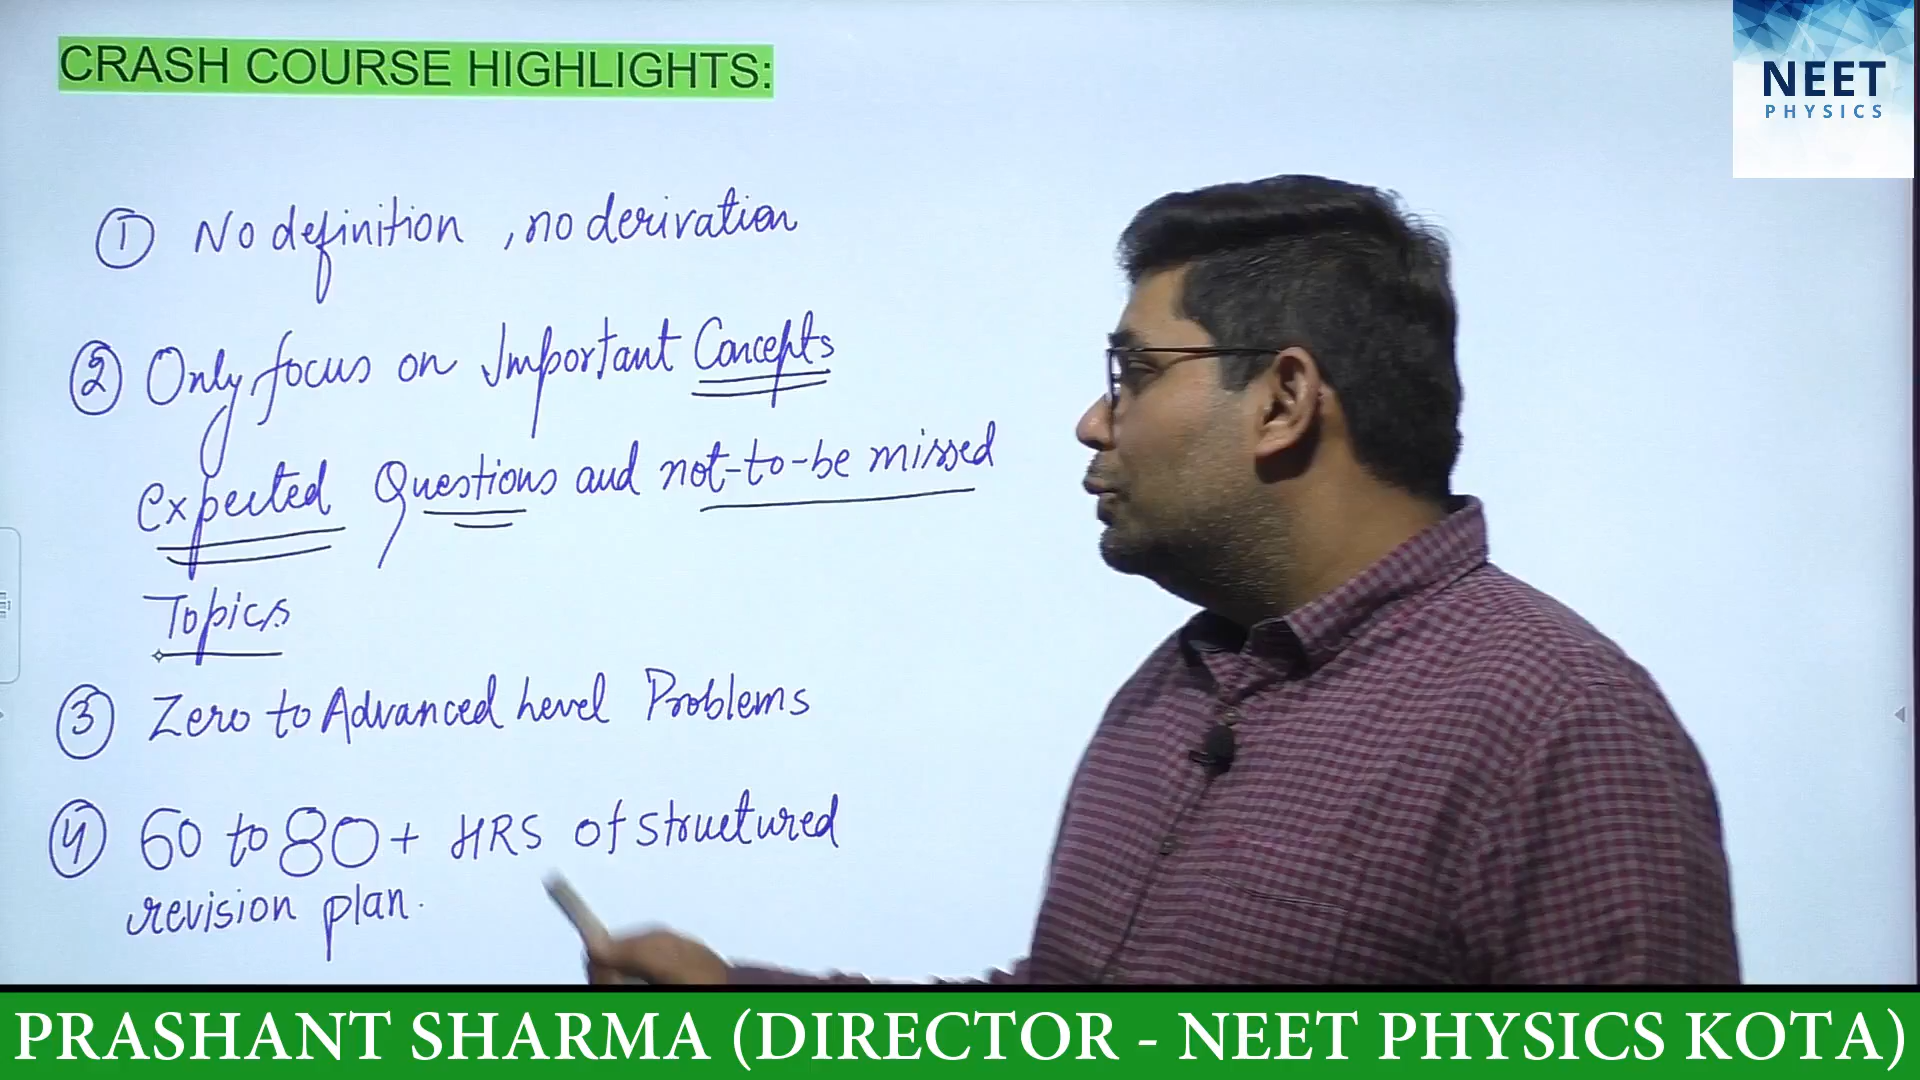 CRASH COURSE HIGHLIGHTS:
NEET
PHYSICS
① No definition , no derivation
② Only focus on Important Concepts
Expected Questions and not-to-be missed
Topics
③ Zero to Advanced Level Problems
④ 60 to 80+ HRS of structured
revision plan.
PRASHANT SHARMA (DIRECTOR - NEET PHYSICS KOTA)